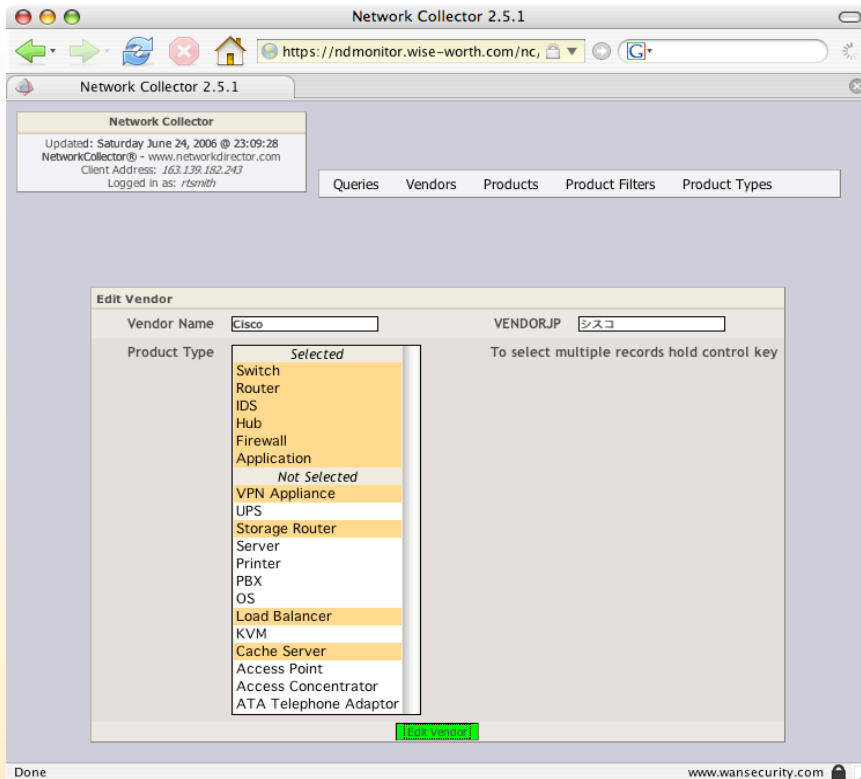 Network Collector 2.5.1
https://ndmonitor.wise-worth.com/nc/
G
Network Collector 2.5.1
Network Collector
Updated: Saturday June 24, 2006 @ 23:09:28
NetworkCollector® - www.networkdirector.com
Client Address: 163.139.182.243
Logged in as: rtsmith
Queries Vendors Products Product Filters Product Types
Edit Vendor
Vendor Name Cisco VENDORJP シスコ
Product Type To select multiple records hold control key
Selected
Switch
Router
IDS
Hub
Firewall
Application
Not Selected
VPN Appliance
UPS
Storage Router
Server
Printer
PBX
OS
Load Balancer
KVM
Cache Server
Access Point
Access Concentrator
ATA Telephone Adaptor
Edit Vendor
Done www.wansecurity.com